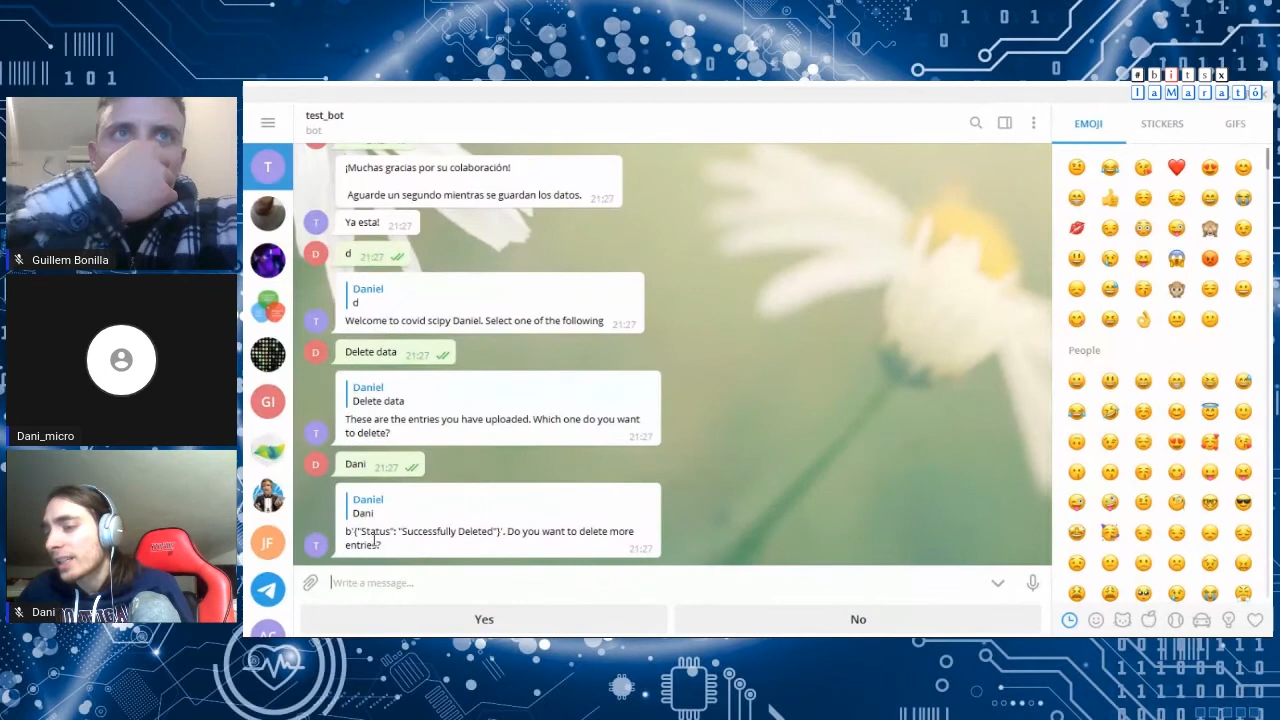 #bitsx
laMarató
Guillem Bonilla
Dani_micro
Dani
test_bot
bot
T
GI
JF
¡Muchas gracias por su colaboración!
Aguarde un segundo mientras se guardan los datos. 21:27
T
Ya esta! 21:27
D
d 21:27
Daniel
d
T
Welcome to covid scipy Daniel. Select one of the following 21:27
D
Delete data 21:27
Daniel
Delete data
These are the entries you have uploaded. Which one do you want
to delete? 21:27
T
D
Dani 21:27
Daniel
Dani
b'{"Status": "Successfully Deleted"}'. Do you want to delete more
entries? 21:27
T
Write a message...
Yes
No
EMOJI
STICKERS
GIFS
People